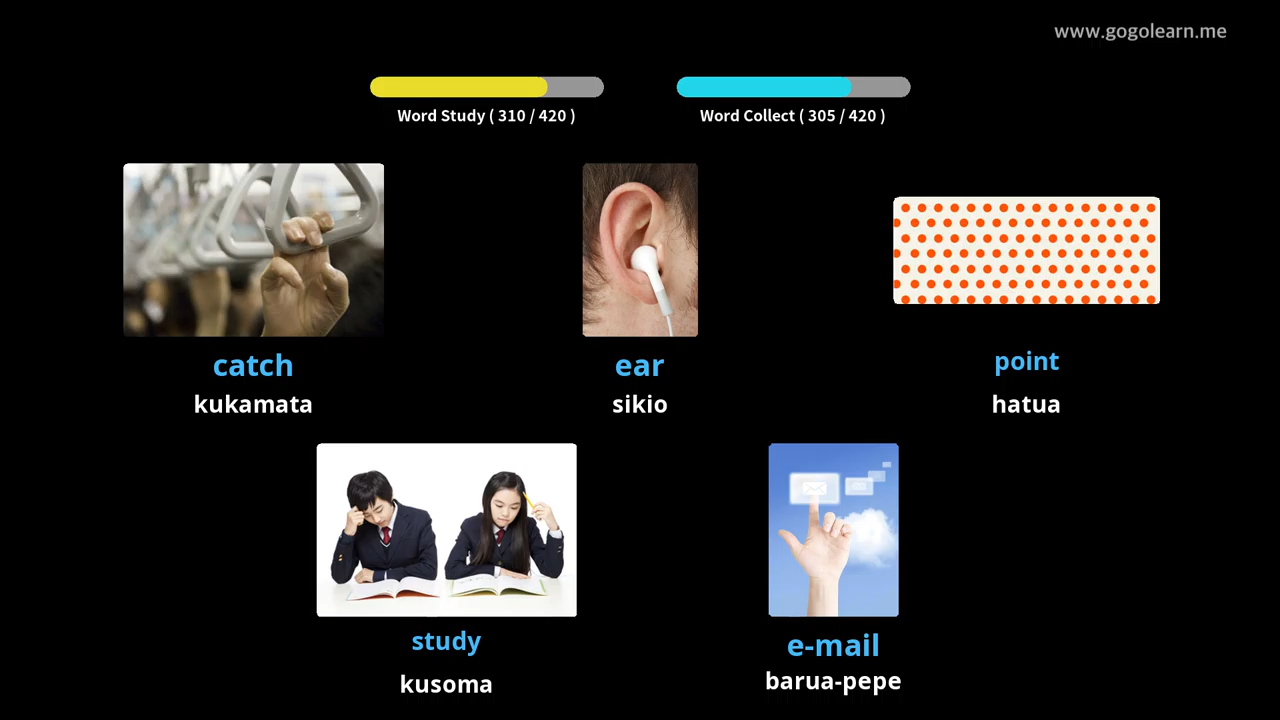 www.gogolearn.me
Word Study ( 310 / 420 )
Word Collect ( 305 / 420 )
catch
kukamata
ear
sikio
point
hatua
study
kusoma
e-mail
barua-pepe